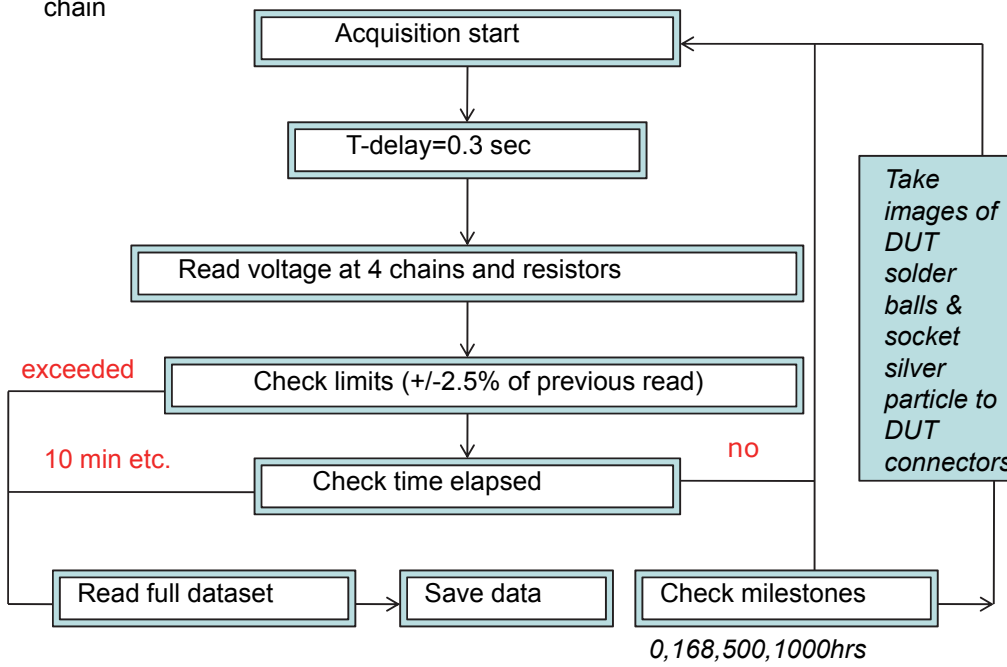 chain
Acquisition start
T-delay=0.3 sec
Read voltage at 4 chains and resistors
exceeded
Check limits (+/-2.5% of previous read)
10 min etc.
Check time elapsed
no
Take
images of
DUT
solder
balls &
socket
silver
particle to
DUT
connectors
Read full dataset
Save data
Check milestones
0,168,500,1000hrs